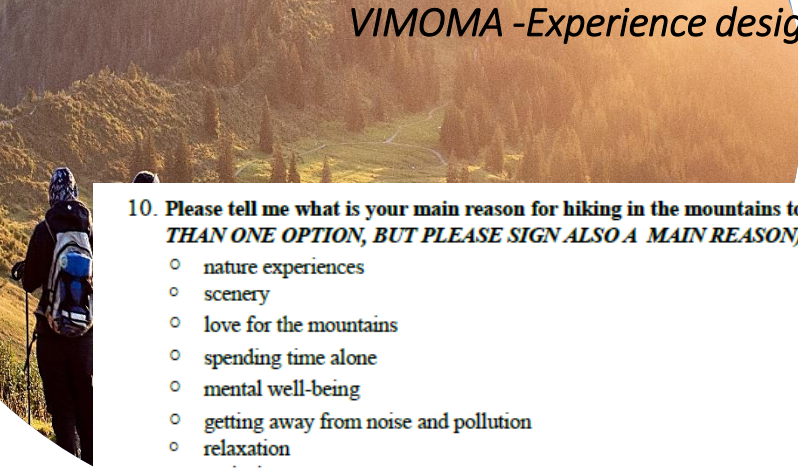 VIMOMA -Experience desig
10. Please tell me what is your main reason for hiking in the mountains to
THAN ONE OPTION, BUT PLEASE SIGN ALSO A MAIN REASON)
nature experiences
scenery
love for the mountains
spending time alone
mental well-being
getting away from noise and pollution
relaxation